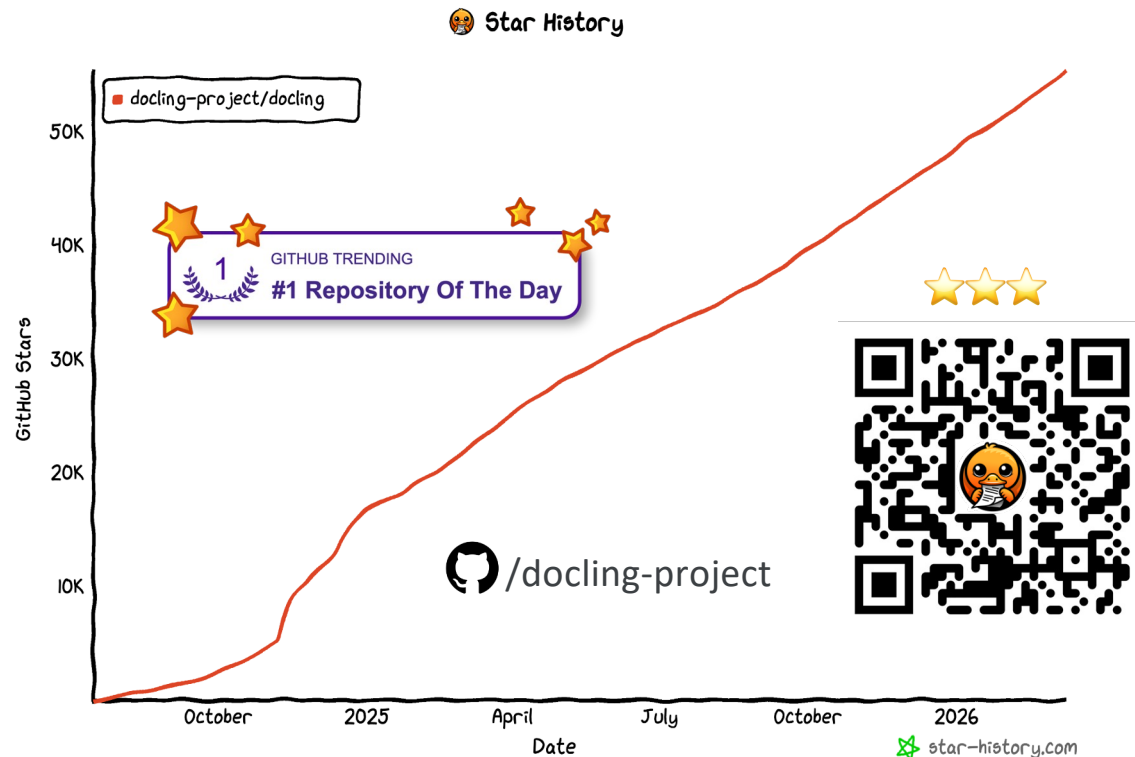 Star History
docling-project/docling
50K
40K
30K
20K
10K
GitHub Stars
1
GITHUB TRENDING
#1 Repository Of The Day
/docling-project
October
2025
April
July
October
2026
Date
star-history.com